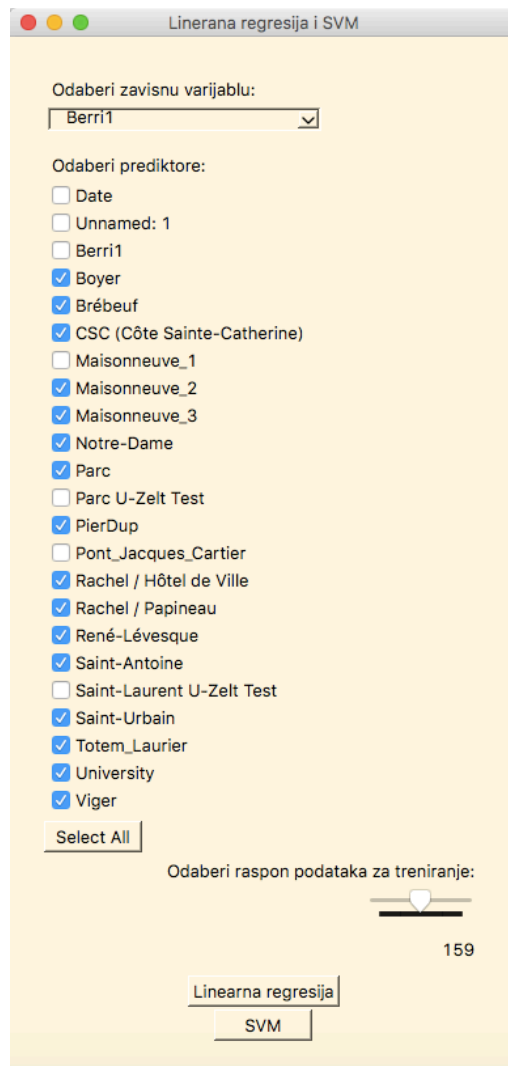 Linerana regresija i SVM
Odaberi zavisnu varijablu:
Berri1
Odaberi prediktore:
Date
Unnamed: 1
Berri1
Boyer
Brébeuf
CSC (Côte Sainte-Catherine)
Maisonneuve_1
Maisonneuve_2
Maisonneuve_3
Notre-Dame
Parc
Parc U-Zelt Test
PierDup
Pont_Jacques_Cartier
Rachel / Hôtel de Ville
Rachel / Papineau
René-Lévesque
Saint-Antoine
Saint-Laurent U-Zelt Test
Saint-Urbain
Totem_Laurier
University
Viger
Select All
Odaberi raspon podataka za treniranje:
159
Linearna regresija
SVM